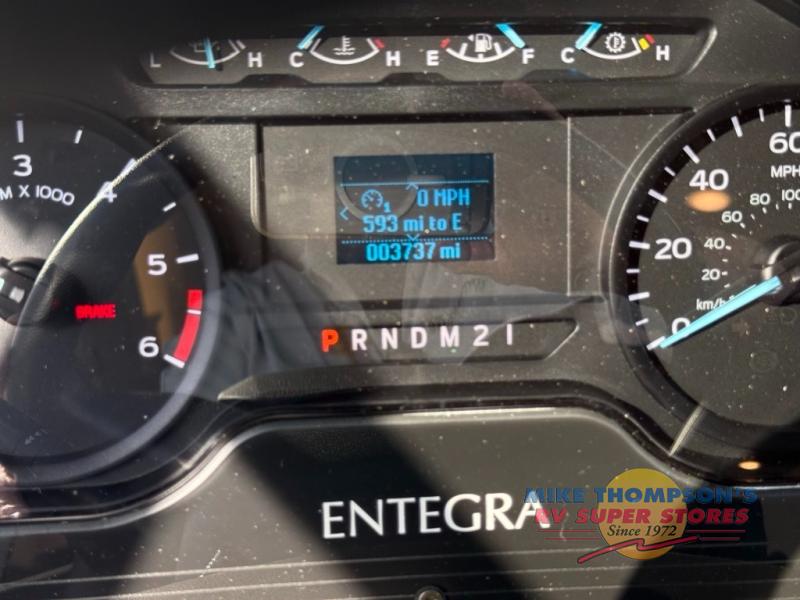 L H C H E F C H
3
M X 1000
4
5
6
BRAKE
1 0 MPH
593 mi to E
003737 mi
P R N D M 2 1
60
MPH
40
80 100
60
20
40
20
km/h
0
ENTEGRA
MIKE THOMPSON'S
RV SUPER STORES
Since 1972